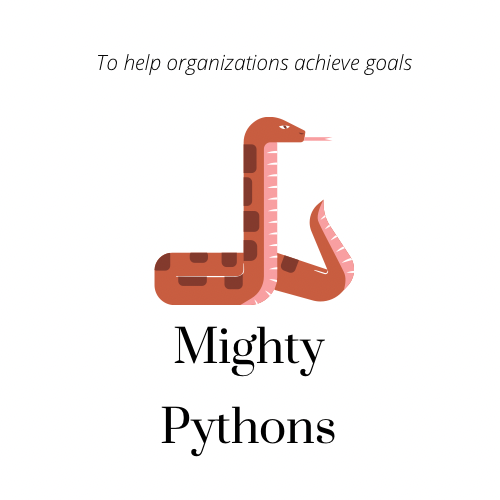 To help organizations achieve goals
Mighty
Pythons